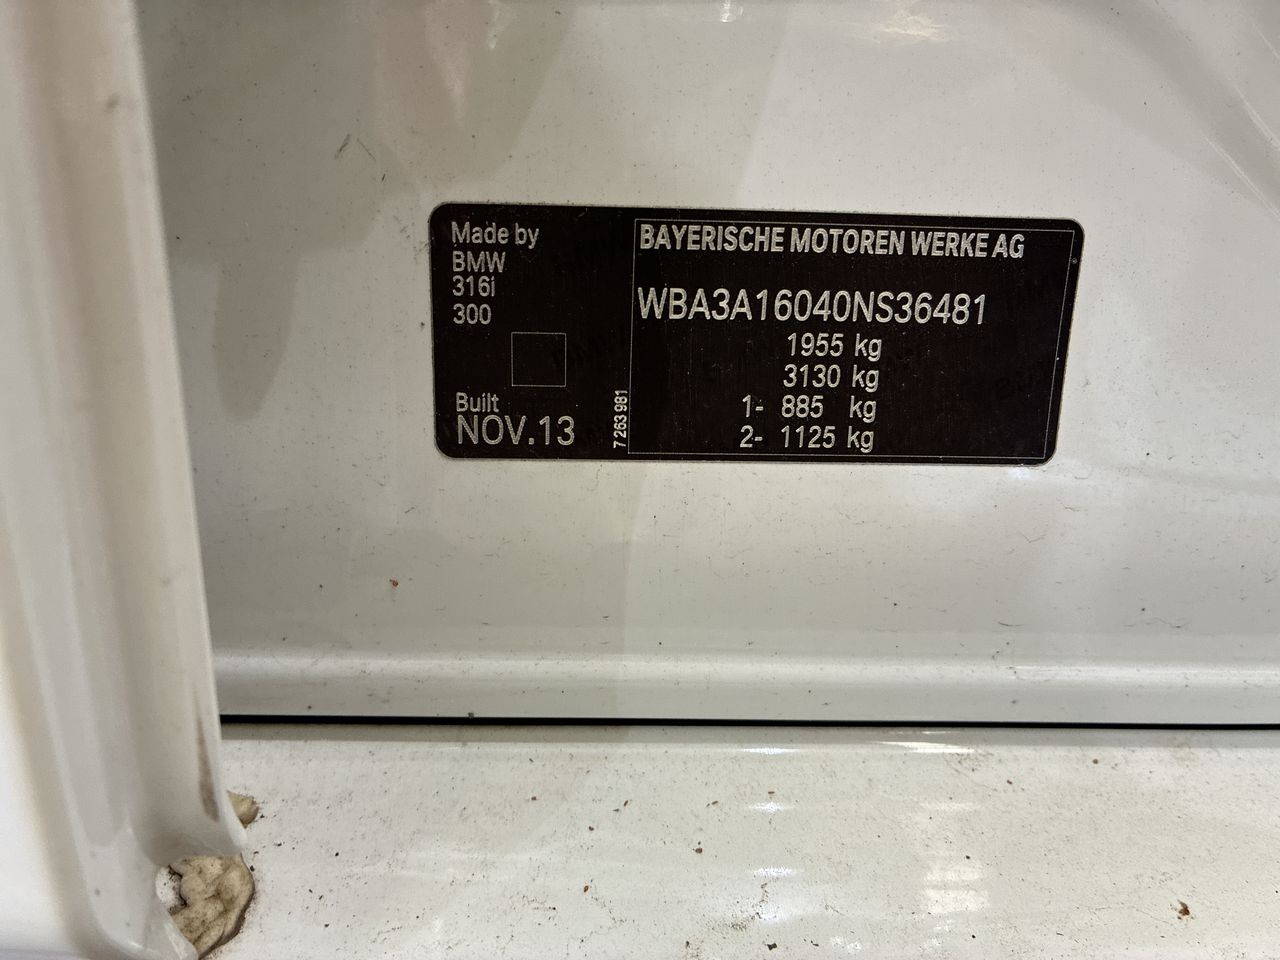 Made by
BMW
316i
300
Built
NOV.13
7 263 981
BAYERISCHE MOTOREN WERKE AG
WBA3A16040NS36481
1955 kg
3130 kg
1- 885 kg
2- 1125 kg